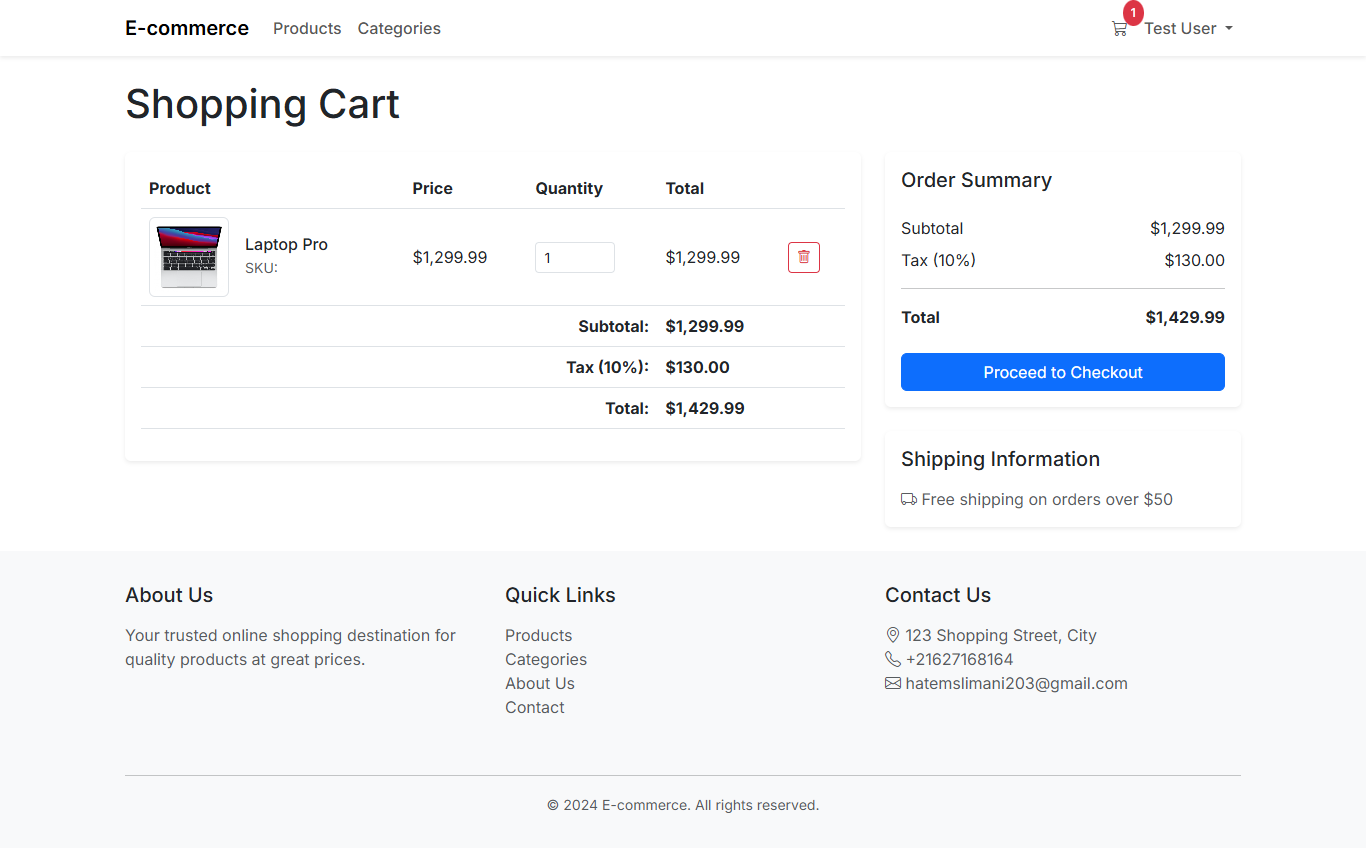 E-commerce Products Categories 1 Test User
Shopping Cart
Product Price Quantity Total
Laptop Pro
SKU:
$1,299.99 1 $1,299.99
Subtotal: $1,299.99
Tax (10%): $130.00
Total: $1,429.99
Order Summary
Subtotal $1,299.99
Tax (10%) $130.00
Total $1,429.99
Proceed to Checkout
Shipping Information
Free shipping on orders over $50
About Us
Your trusted online shopping destination for
quality products at great prices.
Quick Links
Products
Categories
About Us
Contact
Contact Us
123 Shopping Street, City
+21627168164
hatemslimani203@gmail.com
© 2024 E-commerce. All rights reserved.